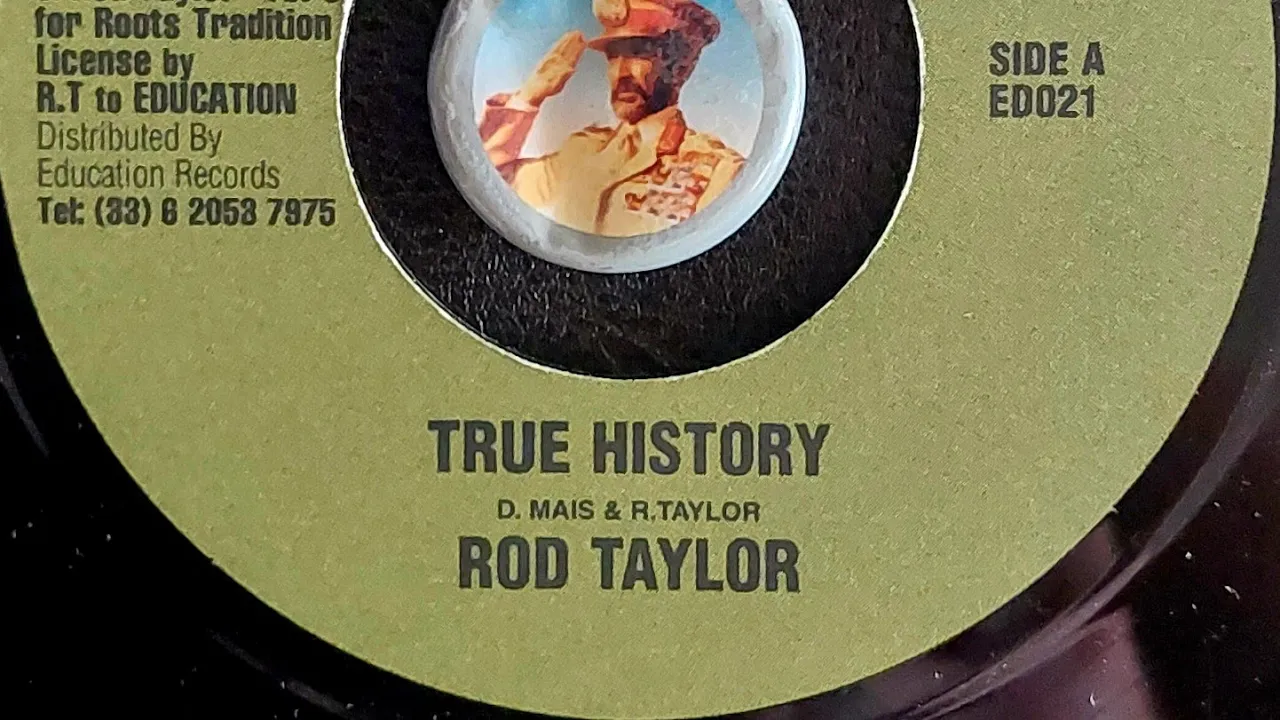 for Roots Tradition
License by
R.T to EDUCATION
Distributed By
Education Records
Tel: (33) 6 2053 7975
SIDE A
ED021
TRUE HISTORY
D. MAIS & R.TAYLOR
ROD TAYLOR